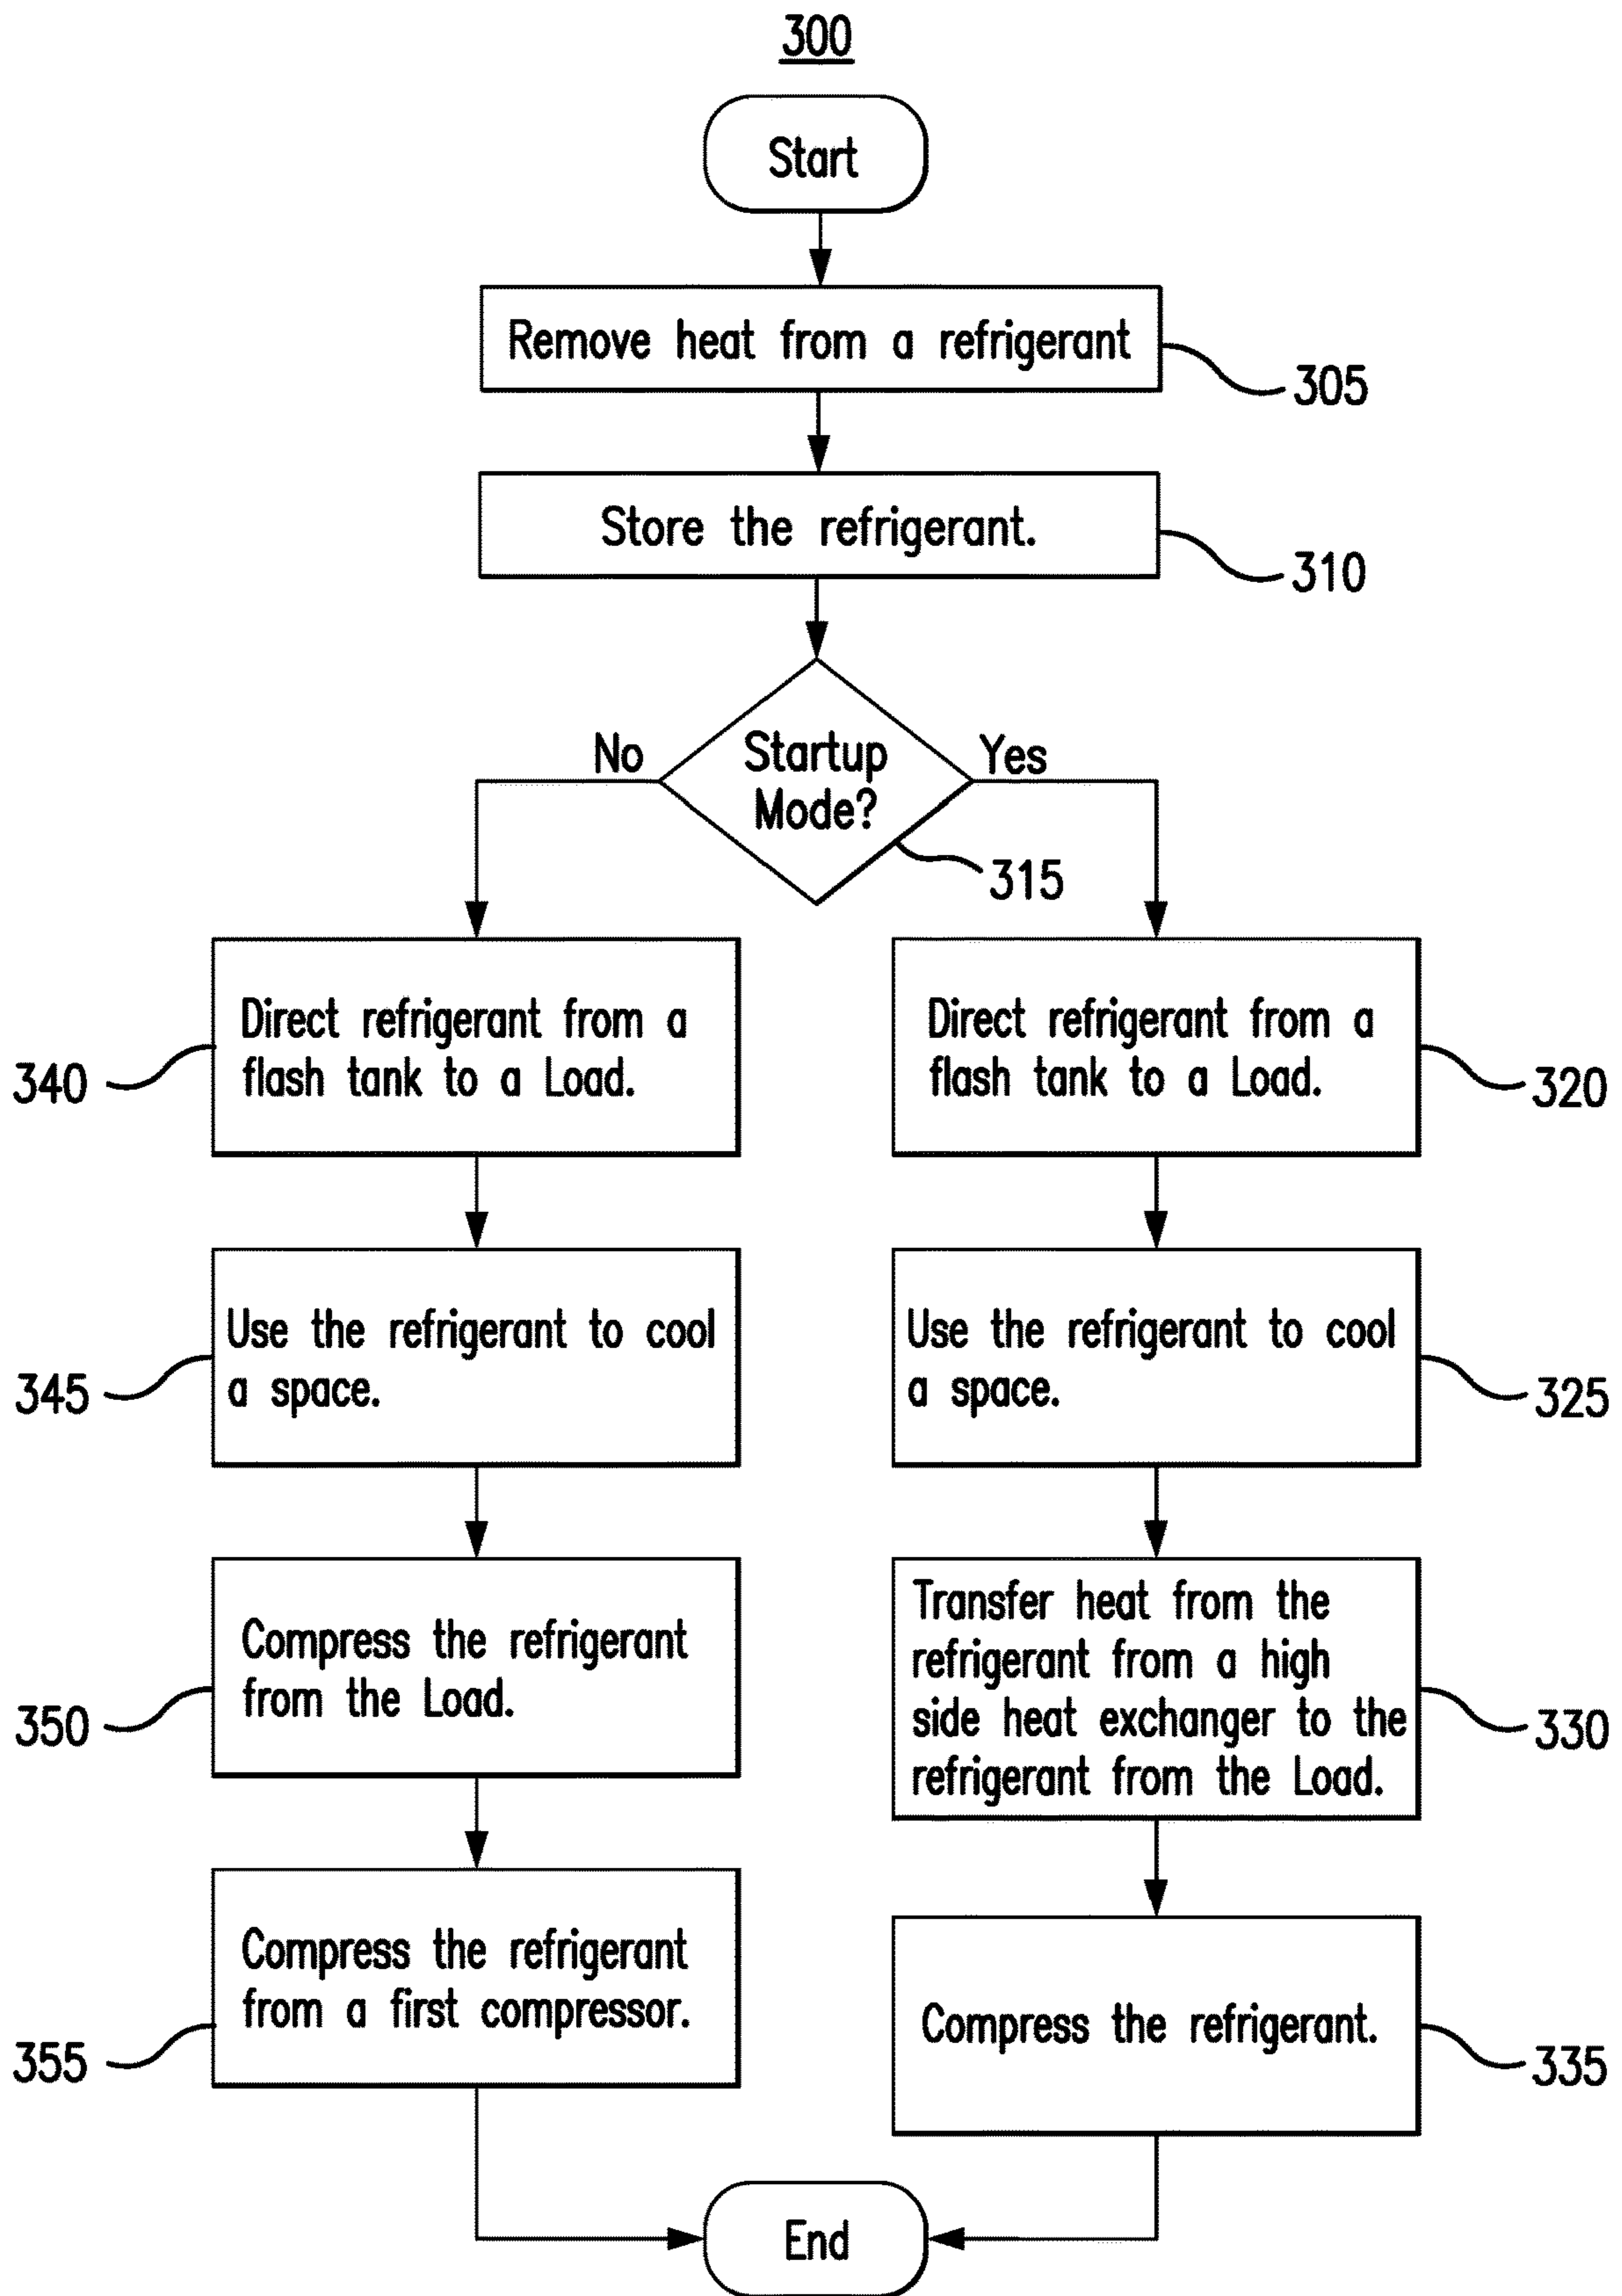 300
Start
Remove heat from a refrigerant
305
Store the refrigerant.
310
Startup
Mode?
No
Yes
315
Direct refrigerant from a
flash tank to a Load.
340
Direct refrigerant from a
flash tank to a Load.
320
Use the refrigerant to cool
a space.
345
Use the refrigerant to cool
a space.
325
Compress the refrigerant
from the Load.
350
Transfer heat from the
refrigerant from a high
side heat exchanger to the
refrigerant from the Load.
330
Compress the refrigerant
from a first compressor.
355
Compress the refrigerant.
335
End